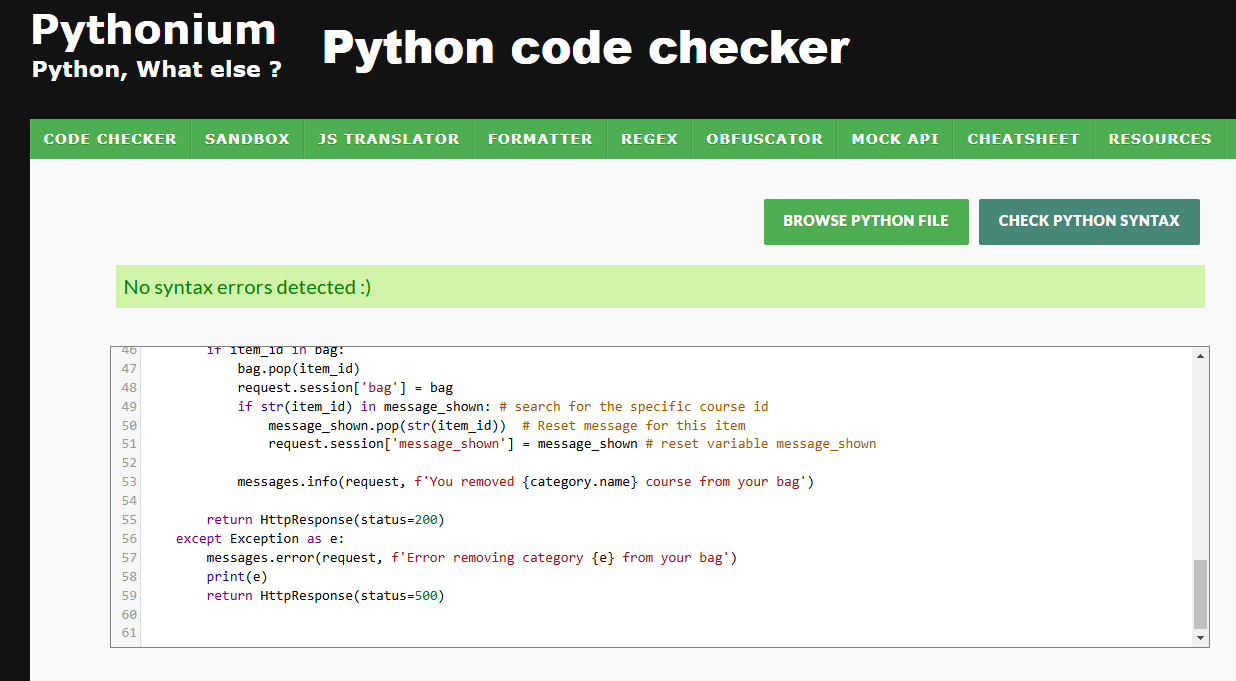 Pythonium
Python, What else ?
Python code checker
CODE CHECKER SANDBOX JS TRANSLATOR FORMATTER REGEX OBFUSCATOR MOCK API CHEATSHEET RESOURCES
BROWSE PYTHON FILE CHECK PYTHON SYNTAX
No syntax errors detected :)
46         if item_id in bag:
47             bag.pop(item_id)
48             request.session['bag'] = bag
49             if str(item_id) in message_shown: # search for the specific course id
50                 message_shown.pop(str(item_id))  # Reset message for this item
51                 request.session['message_shown'] = message_shown # reset variable message_shown
52
53             messages.info(request, f'You removed {category.name} course from your bag')
54
55         return HttpResponse(status=200)
56     except Exception as e:
57         messages.error(request, f'Error removing category {e} from your bag')
58         print(e)
59         return HttpResponse(status=500)
60
61